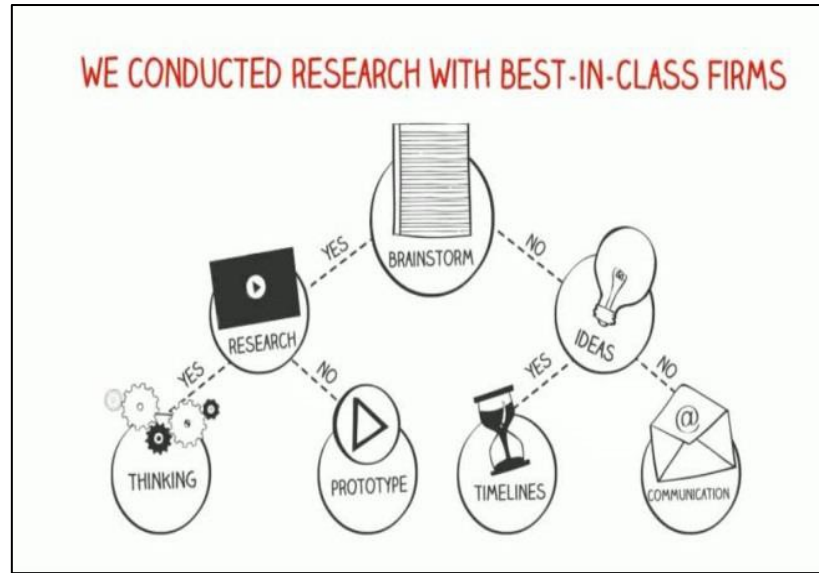 WE CONDUCTED RESEARCH WITH BEST-IN-CLASS FIRMS
BRAINSTORM
YES
NO
RESEARCH
IDEAS
YES
NO
YES
NO
THINKING
PROTOTYPE
TIMELINES
@
COMMUNICATION